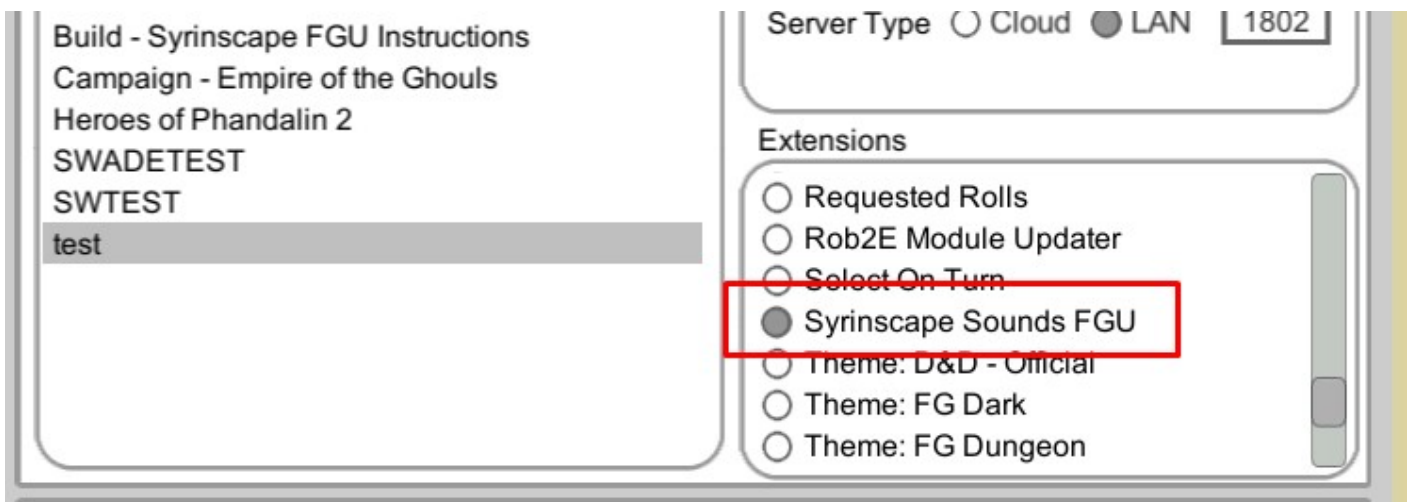 Build - Syrinscape FGU Instructions
Campaign - Empire of the Ghouls
Heroes of Phandalin 2
SWADETEST
SWTEST
test
Server Type Cloud LAN 1802
Extensions
Requested Rolls
Rob2E Module Updater
Select On Turn
Syrinscape Sounds FGU
Theme: D&D - Official
Theme: FG Dark
Theme: FG Dungeon